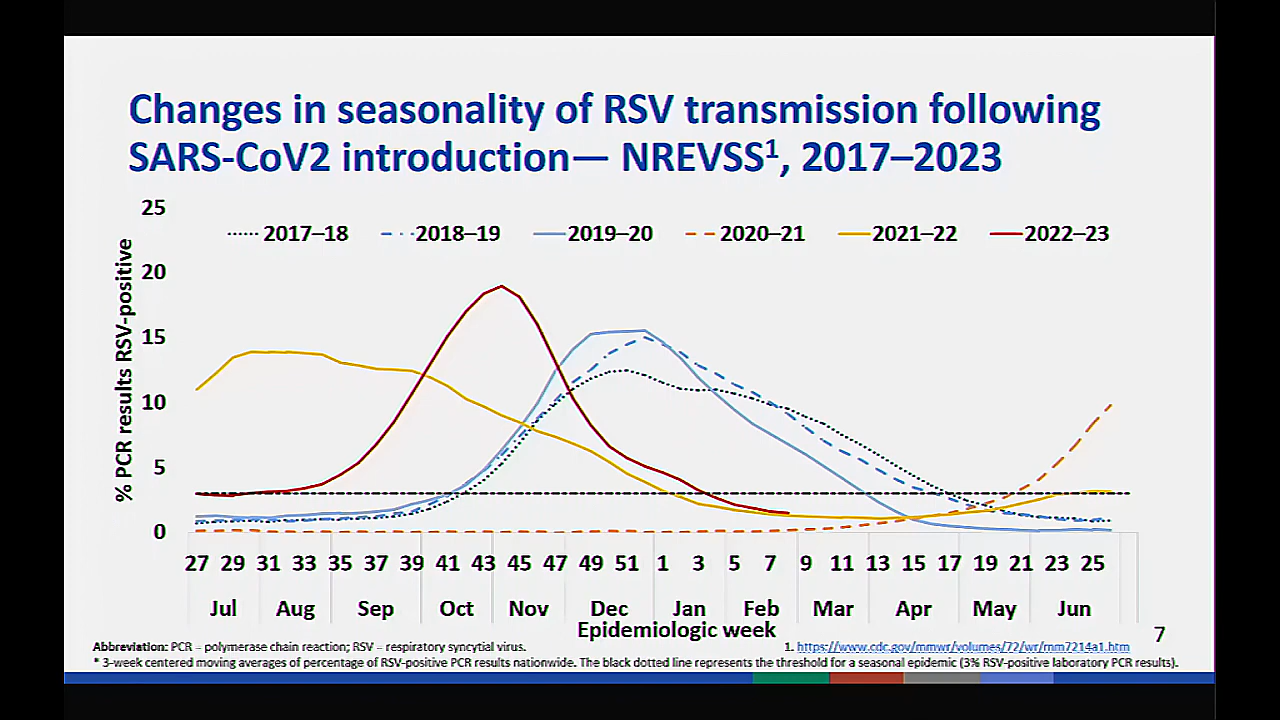 Changes in seasonality of RSV transmission following
SARS-CoV2 introduction— NREVSS¹, 2017–2023
% PCR results RSV-positive
25
20
15
10
5
0
2017–18 2018–19 2019–20 2020–21 2021–22 2022–23
27 29 31 33 35 37 39 41 43 45 47 49 51 1 3 5 7 9 11 13 15 17 19 21 23 25
Jul Aug Sep Oct Nov Dec Jan Feb Mar Apr May Jun
Epidemiologic week
7
Abbreviation: PCR – polymerase chain reaction; RSV – respiratory syncytial virus.
1. https://www.cdc.gov/mmwr/volumes/72/wr/mm7214a1.htm
* 3-week centered moving averages of percentage of RSV-positive PCR results nationwide. The black dotted line represents the threshold for a seasonal epidemic (3% RSV-positive laboratory PCR results).